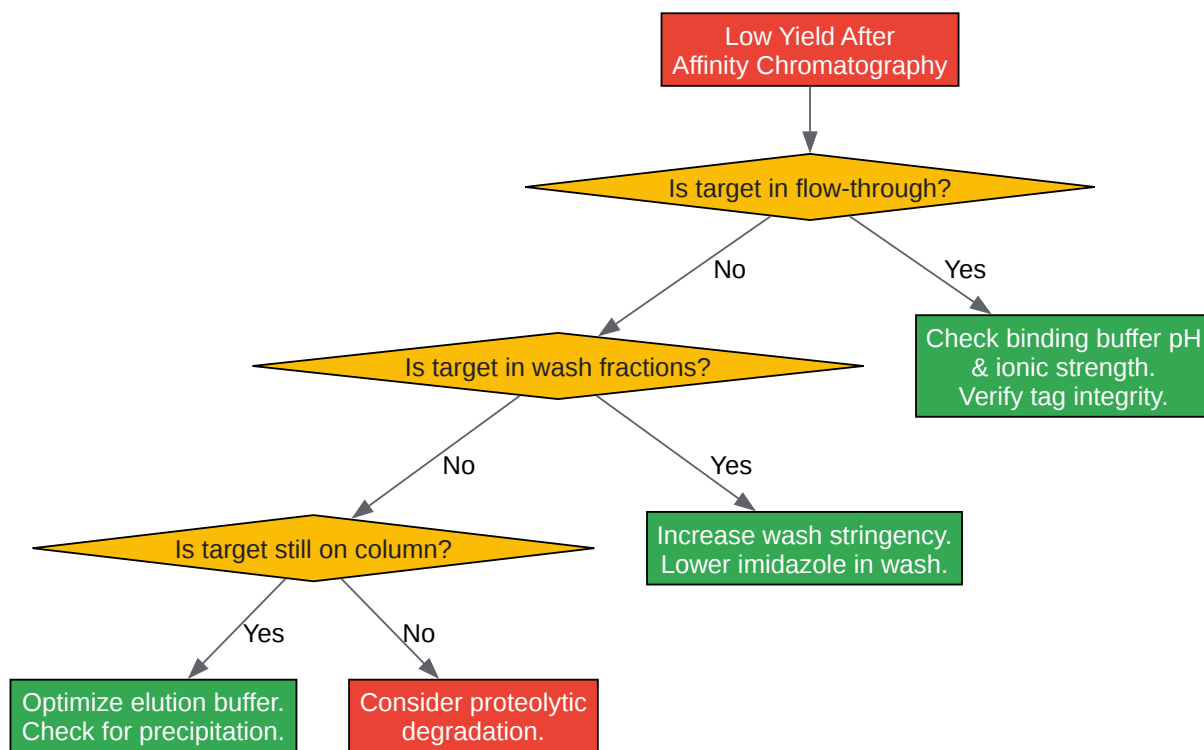 Low Yield After
Affinity Chromatography
Is target in flow-through?
No
Yes
Check binding buffer pH
& ionic strength.
Verify tag integrity.
Is target in wash fractions?
No
Yes
Increase wash stringency.
Lower imidazole in wash.
Is target still on column?
Yes
No
Optimize elution buffer.
Check for precipitation.
Consider proteolytic
degradation.